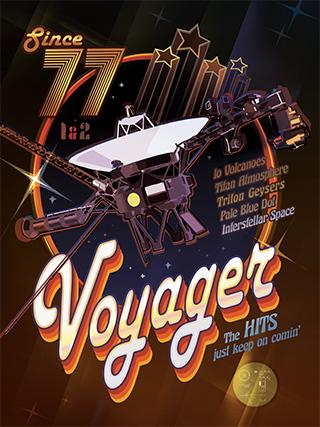 Since
77
1&2
Io Volcanoes
Titan Atmosphere
Triton Geysers
Pale Blue Dot
Interstellar Space
Voyager
The HITS
just keep on comin'